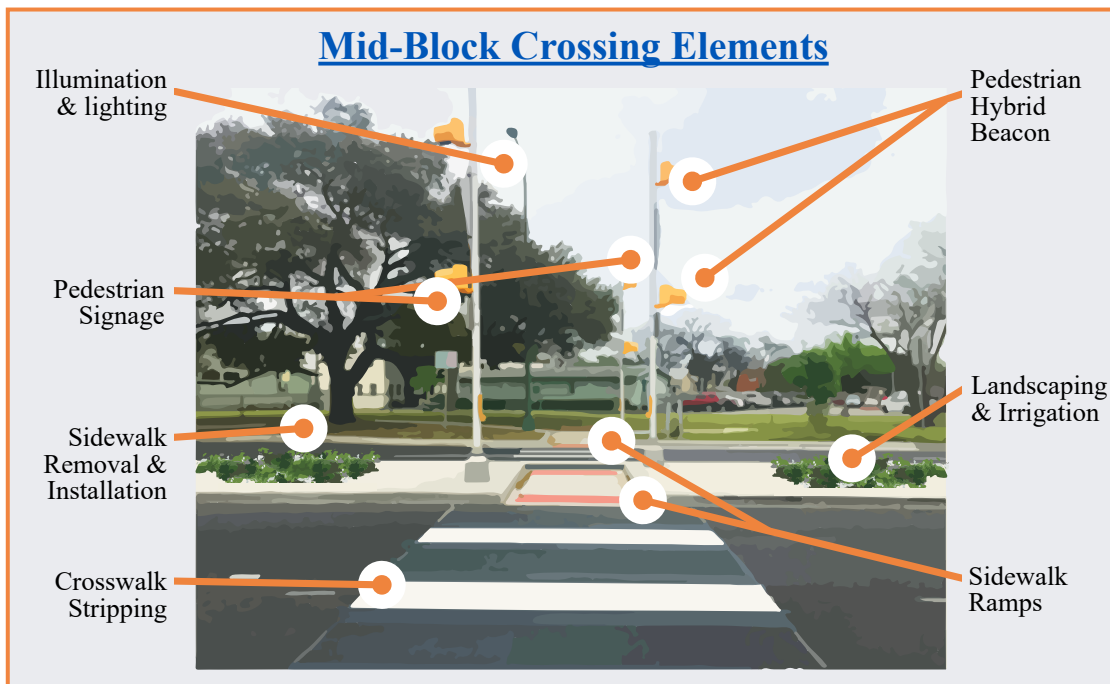 Mid-Block Crossing Elements
Illumination
& lighting
Pedestrian
Hybrid
Beacon
Pedestrian
Signage
Landscaping
& Irrigation
Sidewalk
Removal &
Installation
Crosswalk
Stripping
Sidewalk
Ramps